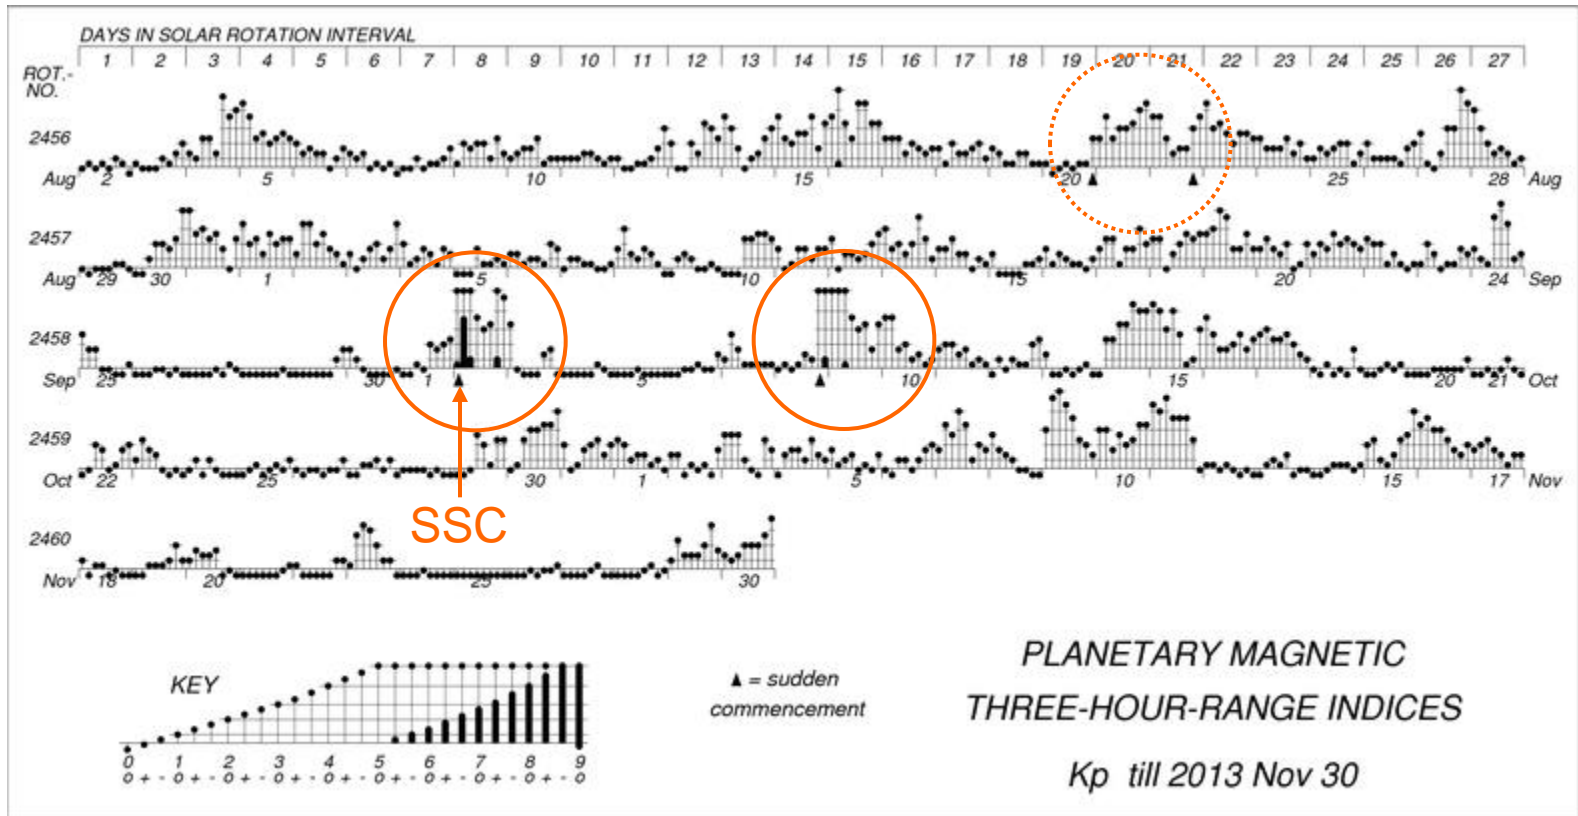 DAYS IN SOLAR ROTATION INTERVAL
1 2 3 4 5 6 7 8 9 10 11 12 13 14 15 16 17 18 19 20 21 22 23 24 25 26 27
ROT.-
NO.
2456
Aug 2 5 10 15 20 25 28 Aug
2457
Aug 29 30 1 5 10 15 20 24 Sep
2458
Sep 25 30 1 5 10 15 20 21 Oct
2459
Oct 22 25 30 1 5 10 15 17 Nov
SSC
2460
Nov 18 20 25 30
KEY
0 1 2 3 4 5 6 7 8 9
o + - o + - o + - o + - o + - o + - o + - o + - o + - o
▲ = sudden
commencement
PLANETARY MAGNETIC
THREE-HOUR-RANGE INDICES
Kp till 2013 Nov 30